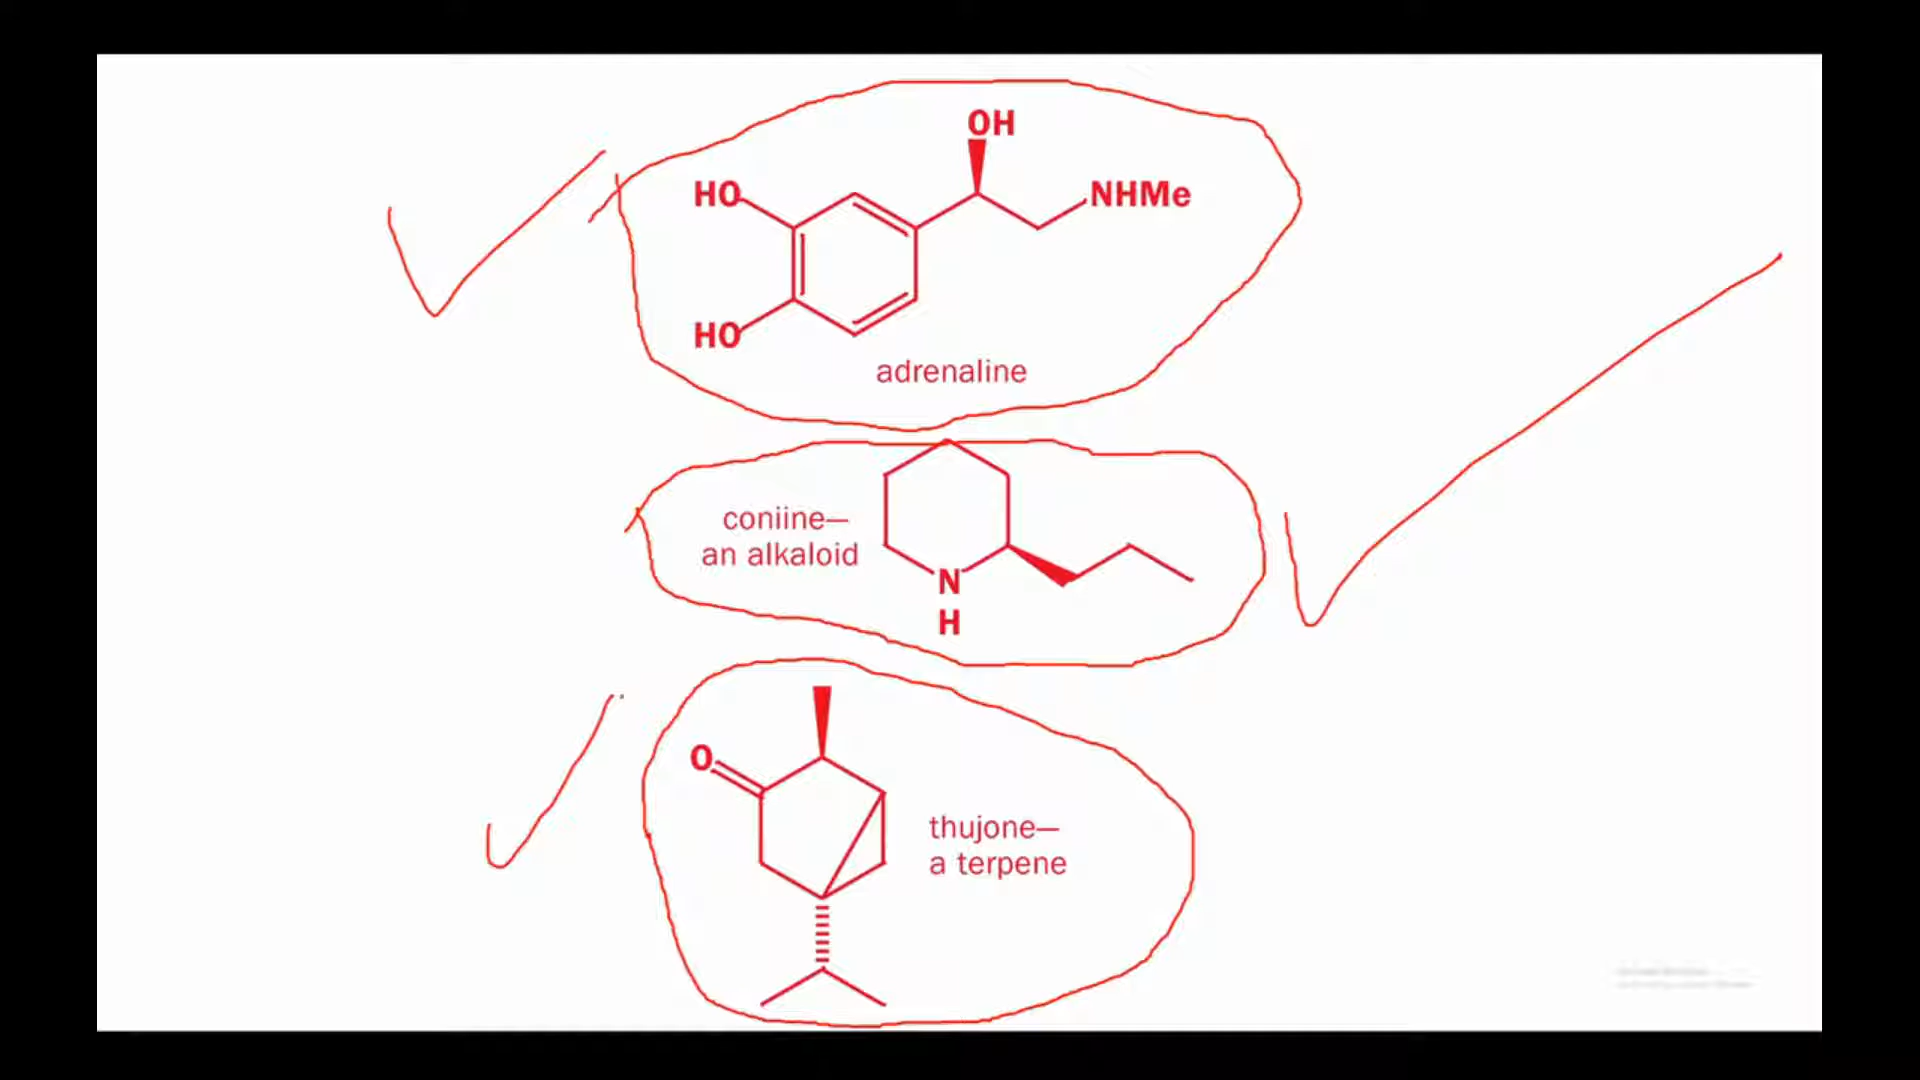 OH
HO
NHMe
HO
adrenaline
coniine—
an alkaloid
N
H
O
thujone—
a terpene